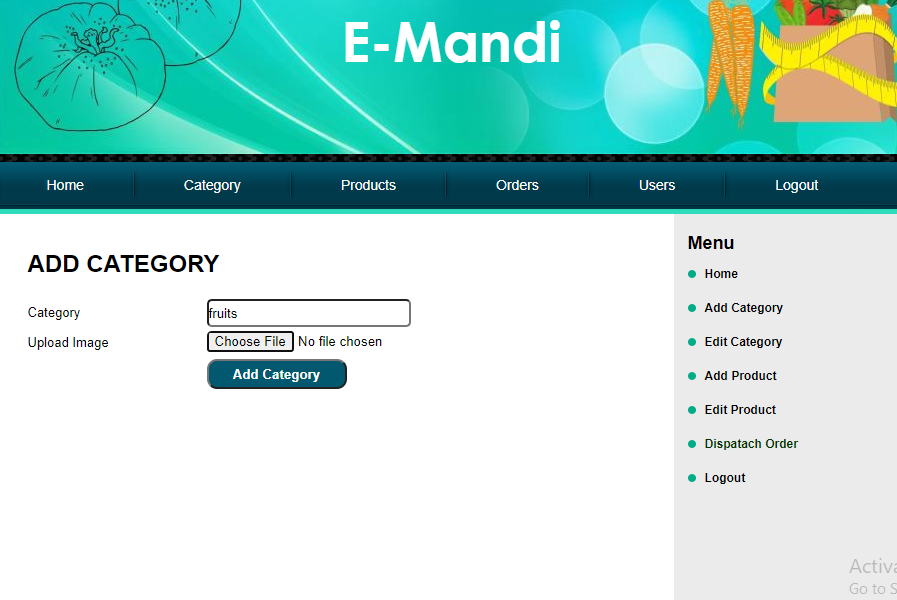 E-Mandi
Home Category Products Orders Users Logout
ADD CATEGORY
Category fruits
Upload Image Choose File No file chosen
Add Category
Menu
Home
Add Category
Edit Category
Add Product
Edit Product
Dispatach Order
Logout
Go to